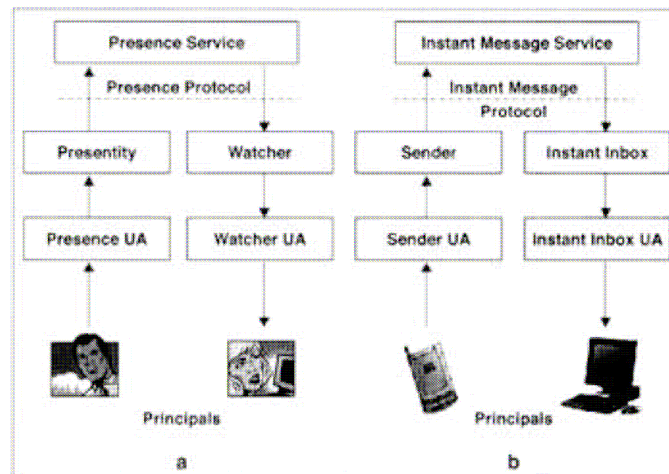 Presence Service
Instant Message Service
Presence Protocol
Instant Message
Protocol
Presentity
Watcher
Sender
Instant Inbox
Presence UA
Watcher UA
Sender UA
Instant Inbox UA
Principals
Principals
a
b